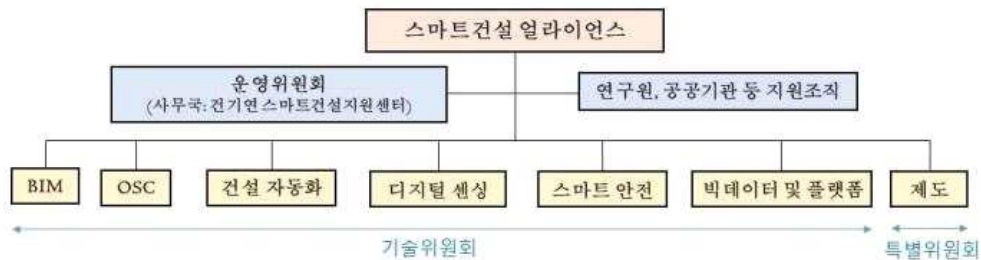 스마트건설 얼라이언스
운영위원회
(사무국: 건기연 스마트건설지원센터)
연구원, 공공기관 등 지원조직
BIM
OSC
건설 자동화
디지털 센싱
스마트 안전
빅데이터 및 플랫폼
제도
기술위원회
특별위원회